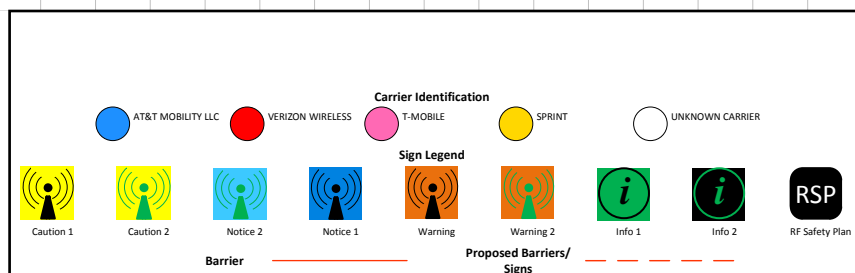 Carrier Identification
AT&T MOBILITY LLC
VERIZON WIRELESS
T-MOBILE
SPRINT
UNKNOWN CARRIER
Sign Legend
i
i
RSP
Caution 1
Caution 2
Notice 2
Notice 1
Warning
Warning 2
Info 1
Info 2
RF Safety Plan
Barrier
Proposed Barriers/
Signs